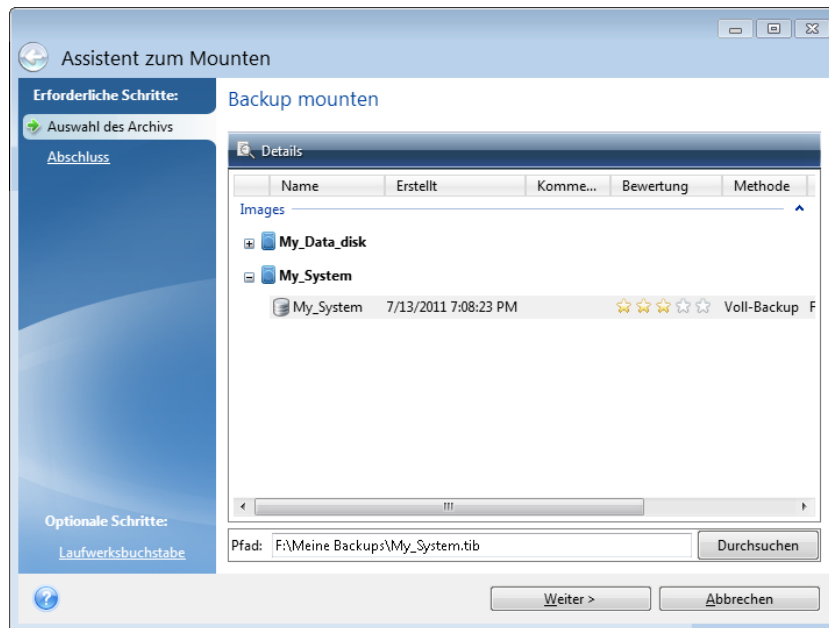 Assistent zum Mounten
Erforderliche Schritte:
Auswahl des Archivs
Abschluss
Optionale Schritte:
Laufwerksbuchstabe
Backup mounten
Details
Name Erstellt Komme... Bewertung Methode
Images
My_Data_disk
My_System
My_System 7/13/2011 7:08:23 PM Voll-Backup F
Pfad: F:\Meine Backups\My_System.tib Durchsuchen
? Weiter > Abbrechen